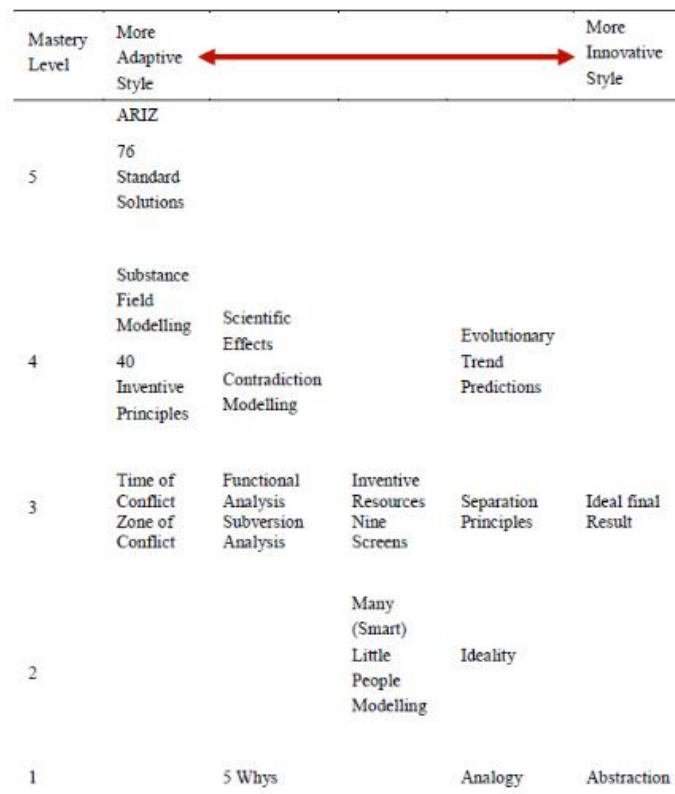 Mastery
Level
More
Adaptive
Style
More
Innovative
Style
5
ARIZ
76
Standard
Solutions
4
Substance
Field
Modelling
40
Inventive
Principles
Scientific
Effects
Contradiction
Modelling
Evolutionary
Trend
Predictions
3
Time of
Conflict
Zone of
Conflict
Functional
Analysis
Subversion
Analysis
Inventive
Resources
Nine
Screens
Separation
Principles
Ideal final
Result
2
Many
(Smart)
Little
People
Modelling
Ideality
1
5 Whys
Analogy
Abstraction